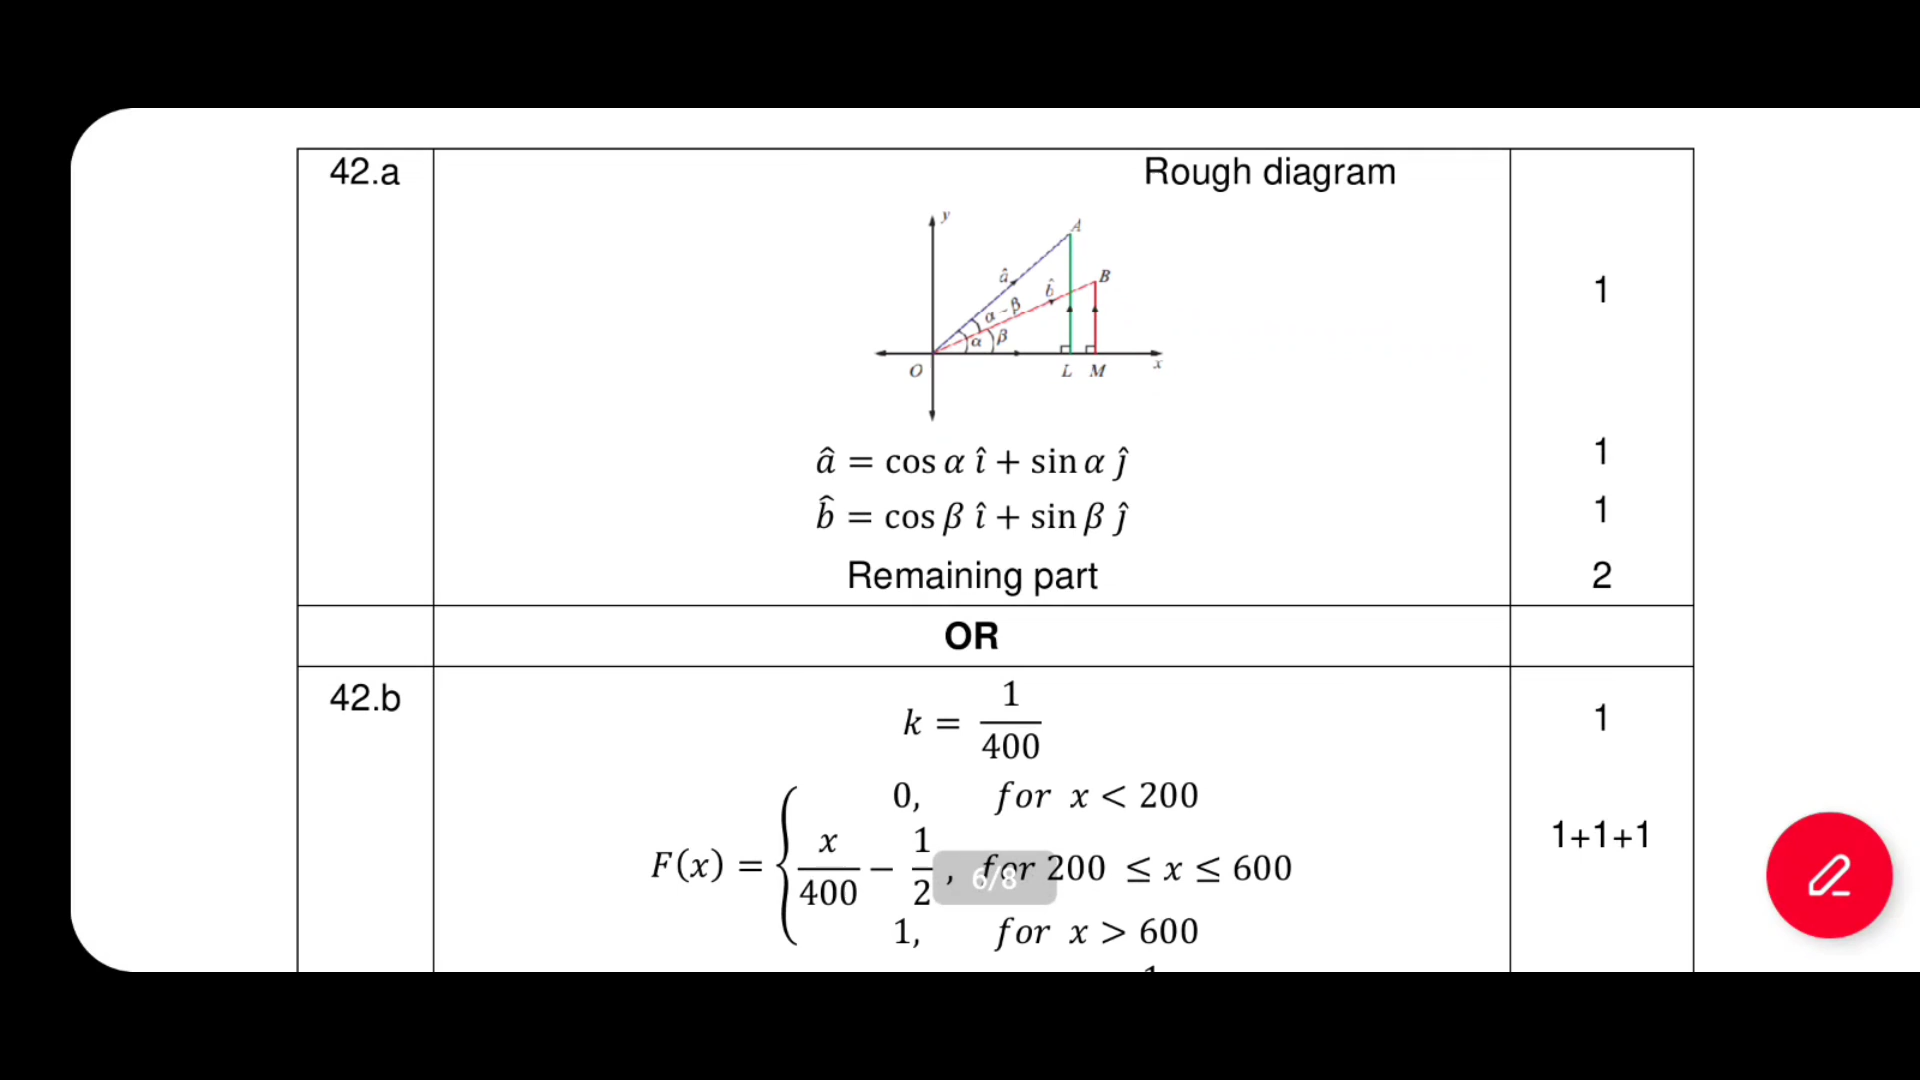 42.a
Rough diagram
y
A
â
b̂
B
α − β
α
β
O
L
M
x
1
â = cos α î + sin α ĵ
1
b̂ = cos β î + sin β ĵ
1
Remaining part
2
OR
42.b
k = 1/400
1
F(x) = { 0, for x < 200
x/400 − 1/2, for 200 ≤ x ≤ 600
1, for x > 600
1+1+1
6/8